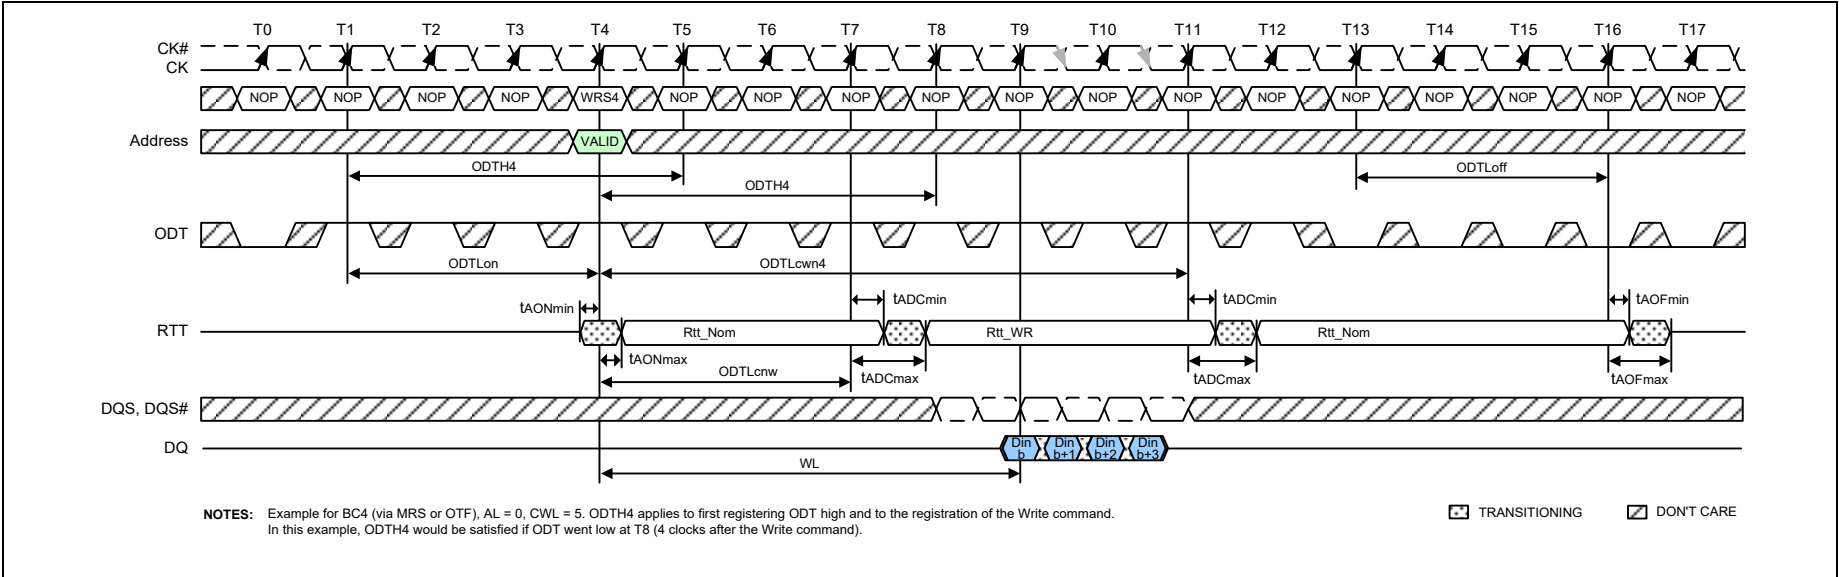 T0 T1 T2 T3 T4 T5 T6 T7 T8 T9 T10 T11 T12 T13 T14 T15 T16 T17
CK#
CK
NOP NOP NOP NOP WRS4 NOP NOP NOP NOP NOP NOP NOP NOP NOP NOP NOP NOP NOP
Address VALID
ODTH4 ODTLoff
ODTH4
ODT
ODTLon ODTLcwn4
tAONmin tADCmin tADCmin tAOFmin
RTT Rtt_Nom Rtt_WR Rtt_Nom
tAONmax
ODTLcnw tADCmax tADCmax tAOFmax
DQS, DQS#
DQ Din b Din b+1 Din b+2 Din b+3
WL
NOTES: Example for BC4 (via MRS or OTF), AL = 0, CWL = 5. ODTH4 applies to first registering ODT high and to the registration of the Write command.
In this example, ODTH4 would be satisfied if ODT went low at T8 (4 clocks after the Write command).
TRANSITIONING DON'T CARE